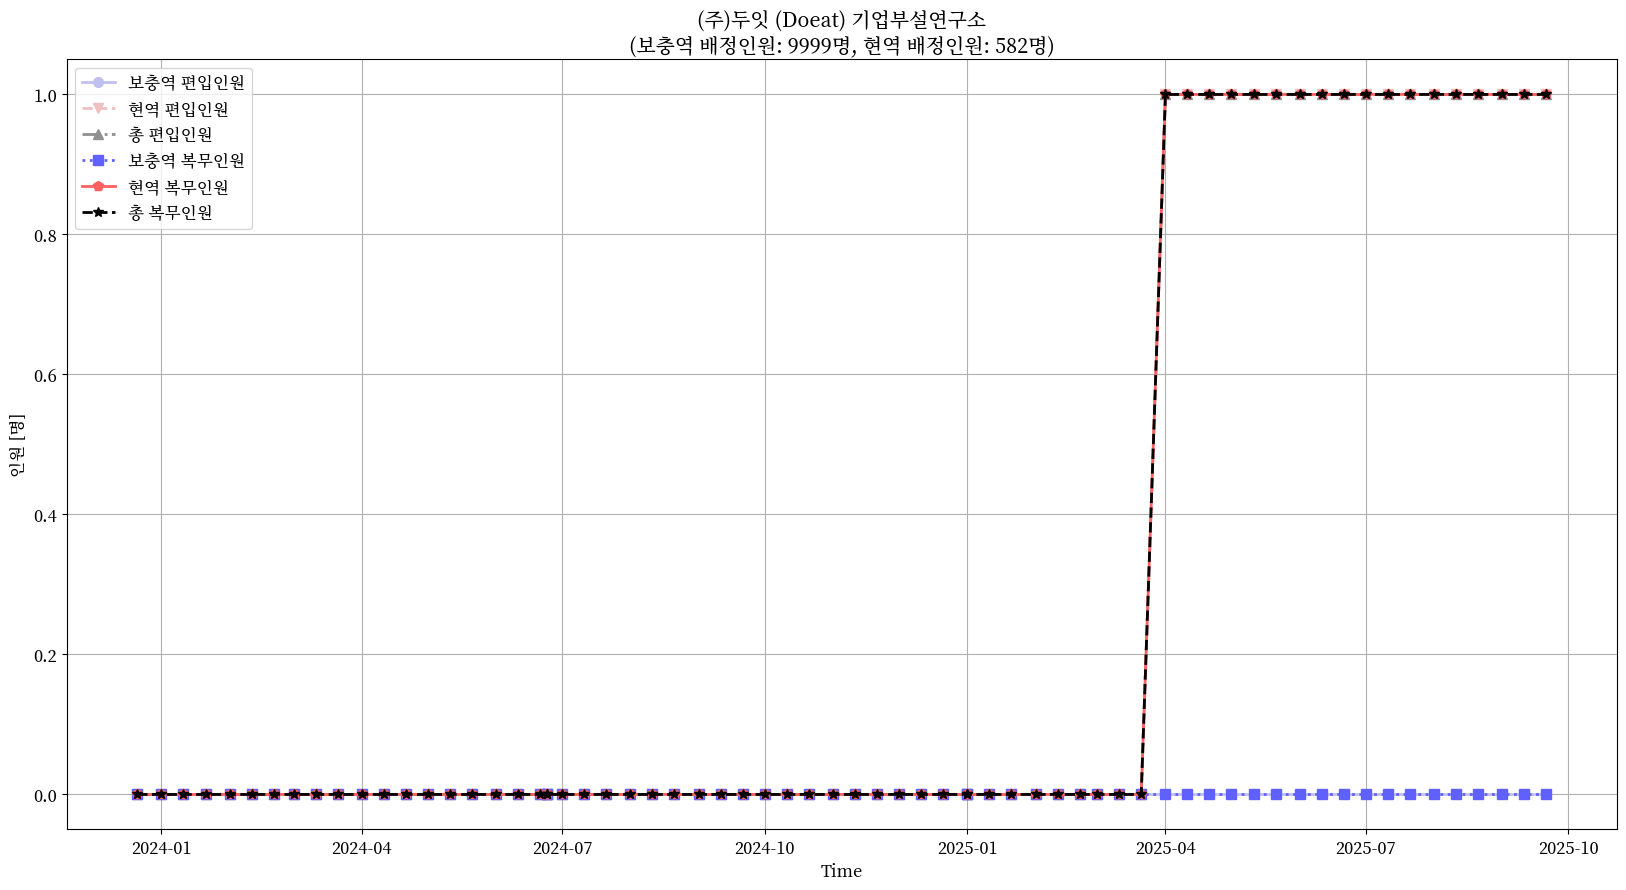 (주)두잇 (Doeat) 기업부설연구소
(보충역 배정인원: 9999명, 현역 배정인원: 582명)
보충역 편입인원
현역 편입인원
총 편입인원
보충역 복무인원
현역 복무인원
총 복무인원
1.0
0.8
0.6
0.4
0.2
0.0
인원 [명]
2024-01
2024-04
2024-07
2024-10
2025-01
2025-04
2025-07
2025-10
Time